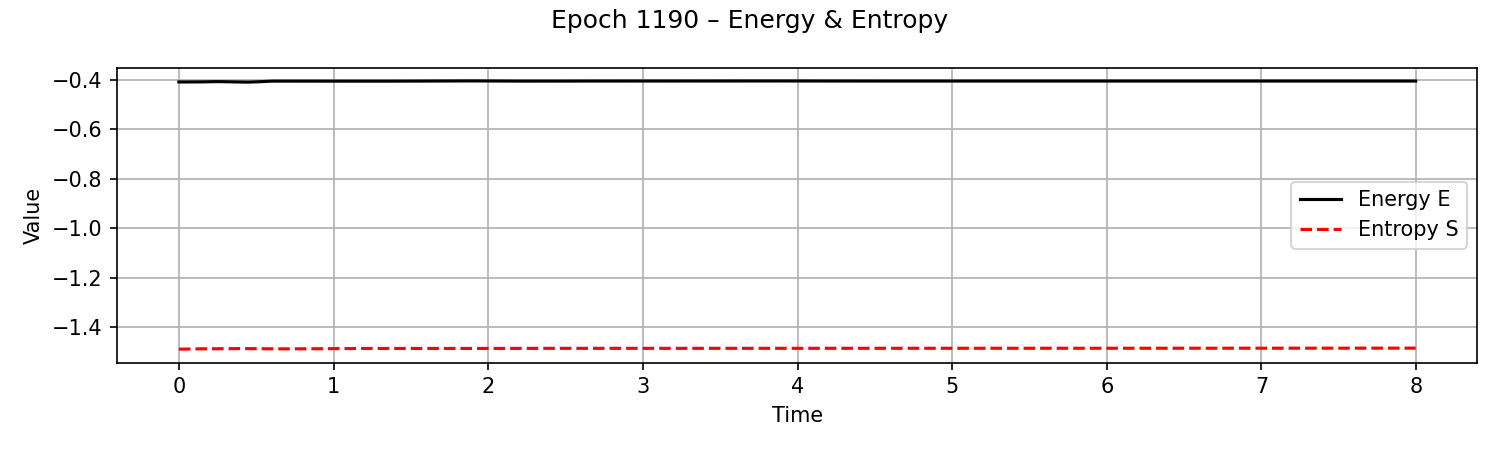 Epoch 1190 – Energy & Entropy
Value
−0.4
−0.6
−0.8
−1.0
−1.2
−1.4
Energy E
Entropy S
0 1 2 3 4 5 6 7 8
Time